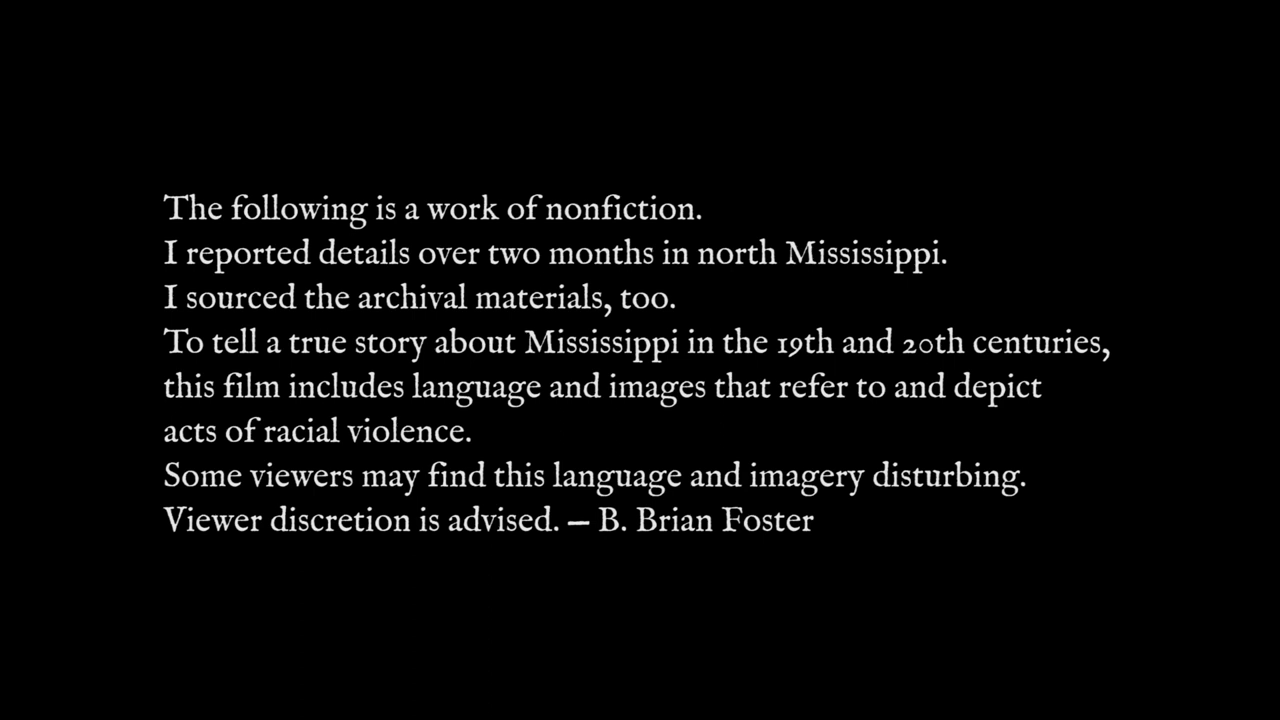 The following is a work of nonfiction.
I reported details over two months in north Mississippi.
I sourced the archival materials, too.
To tell a true story about Mississippi in the 19th and 20th centuries,
this film includes language and images that refer to and depict
acts of racial violence.
Some viewers may find this language and imagery disturbing.
Viewer discretion is advised. — B. Brian Foster